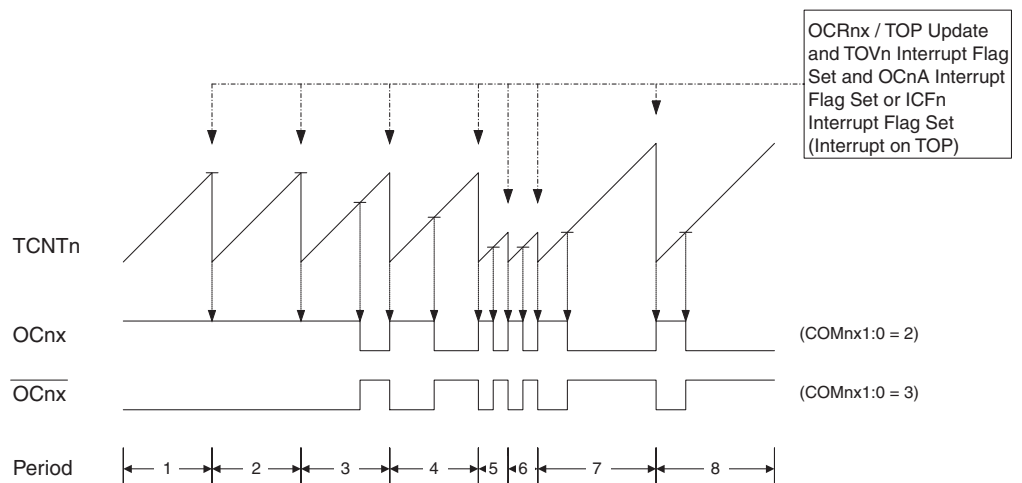 OCRnx / TOP Update
and TOVn Interrupt Flag
Set and OCnA Interrupt
Flag Set or ICFn
Interrupt Flag Set
(Interrupt on TOP)
TCNTn
OCnx (COMnx1:0 = 2)
OCnx (COMnx1:0 = 3)
Period 1 2 3 4 5 6 7 8